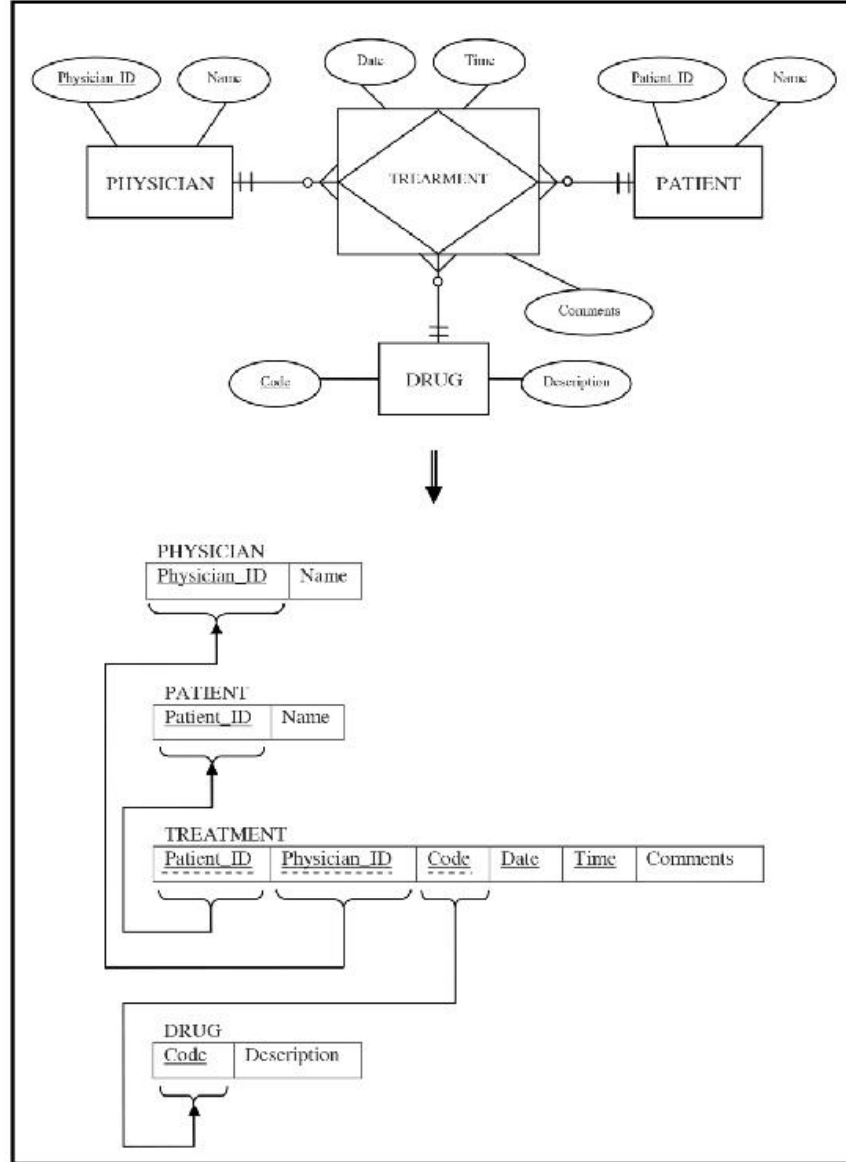 Date Time
Physician_ID Name Patient_ID Name
PHYSICIAN TREARMENT PATIENT
Comments
Code DRUG Description
PHYSICIAN
Physician_ID Name
PATIENT
Patient_ID Name
TREATMENT
Patient_ID Physician_ID Code Date Time Comments
DRUG
Code Description